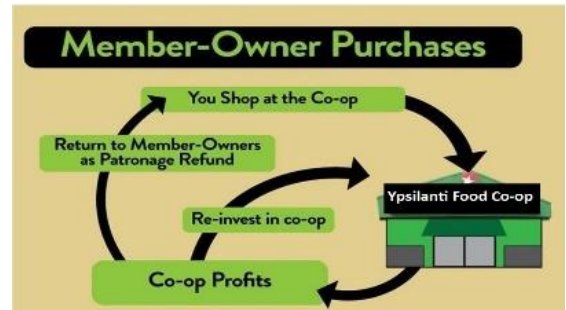 Member-Owner Purchases
You Shop at the Co-op
Return to Member-Owners
as Patronage Refund
Ypsilanti Food Co-op
Re-invest in co-op
Co-op Profits